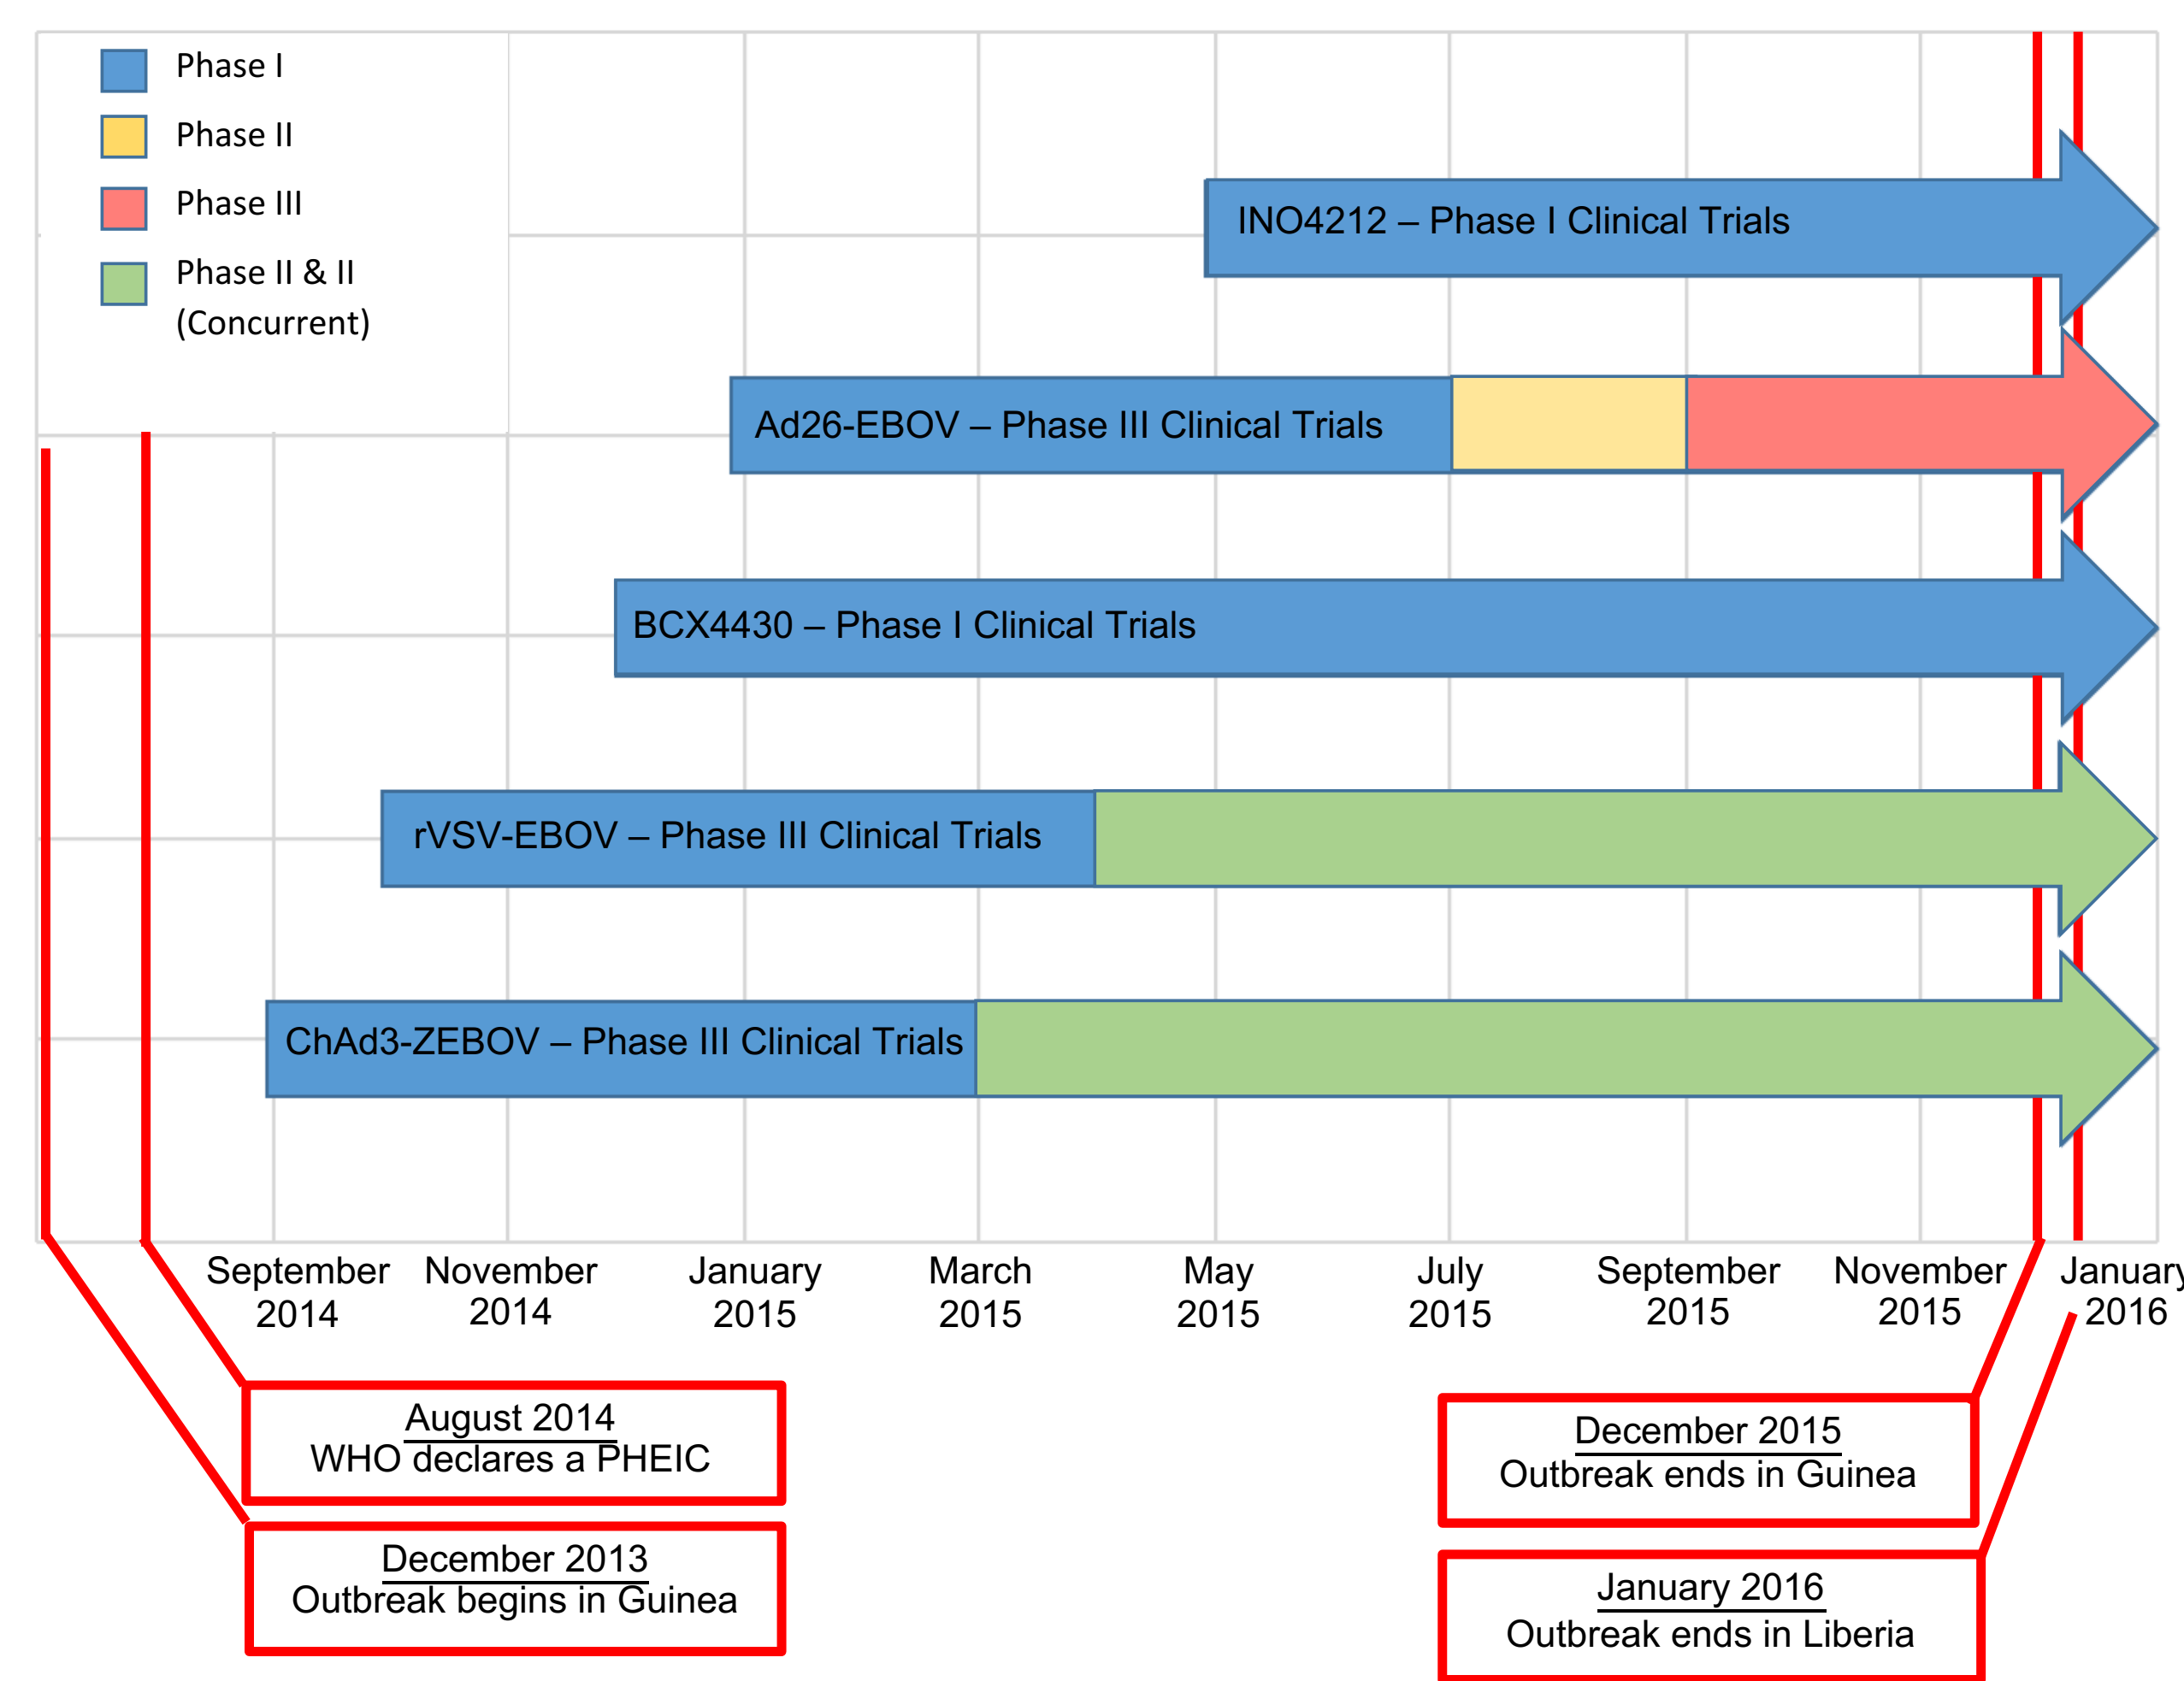 Phase I
Phase II
Phase III
Phase II & II
(Concurrent)
INO4212 – Phase I Clinical Trials
Ad26-EBOV – Phase III Clinical Trials
BCX4430 – Phase I Clinical Trials
rVSV-EBOV – Phase III Clinical Trials
ChAd3-ZEBOV – Phase III Clinical Trials
September
2014
November
2014
January
2015
March
2015
May
2015
July
2015
September
2015
November
2015
January
2016
August 2014
WHO declares a PHEIC
December 2013
Outbreak begins in Guinea
December 2015
Outbreak ends in Guinea
January 2016
Outbreak ends in Liberia